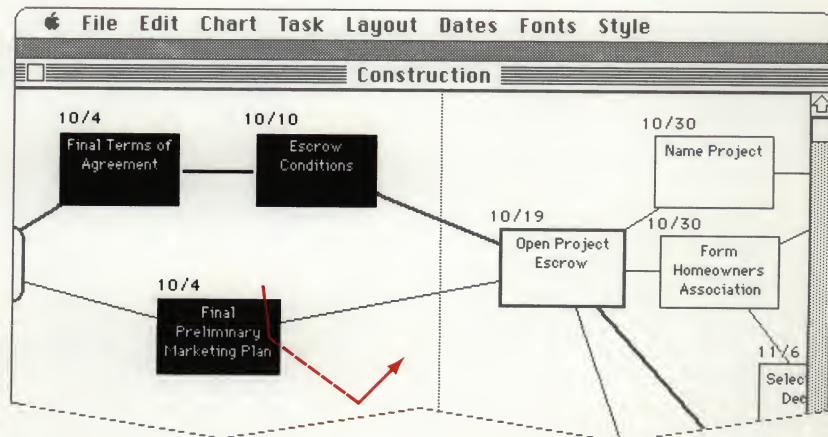 File Edit Chart Task Layout Dates Fonts Style
Construction
10/4
Final Terms of
Agreement
10/10
Escrow
Conditions
10/30
Name Project
10/19
Open Project
Escrow
10/30
Form
Homeowners
Association
10/4
Final
Preliminary
Marketing Plan
11/6